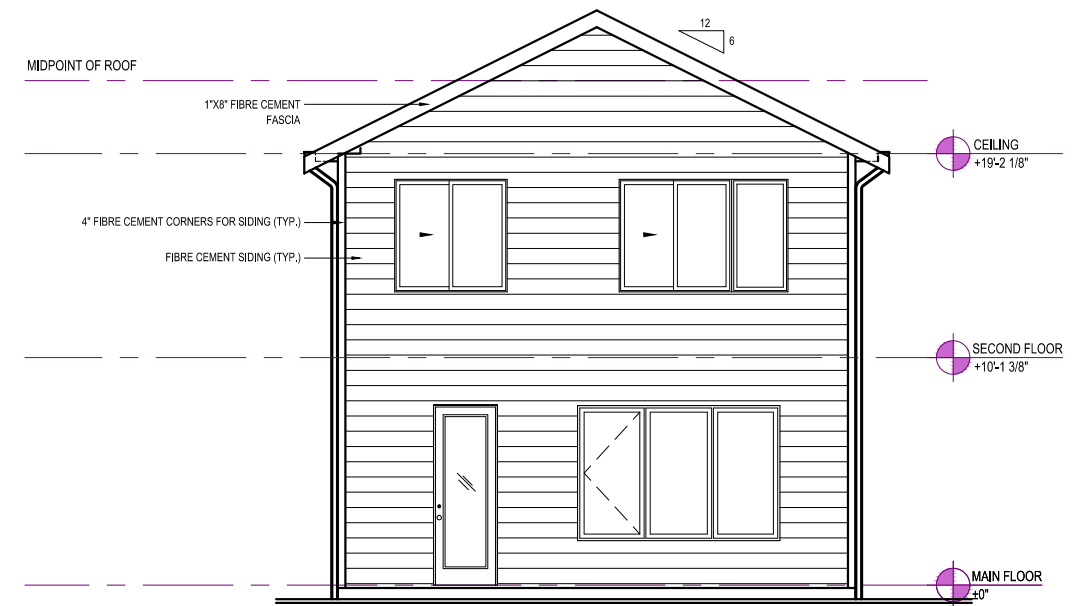 12
6
MIDPOINT OF ROOF
1"X8" FIBRE CEMENT
FASCIA
CEILING
+19'-2 1/8"
4" FIBRE CEMENT CORNERS FOR SIDING (TYP.)
FIBRE CEMENT SIDING (TYP.)
SECOND FLOOR
+10'-1 3/8"
MAIN FLOOR
±0"